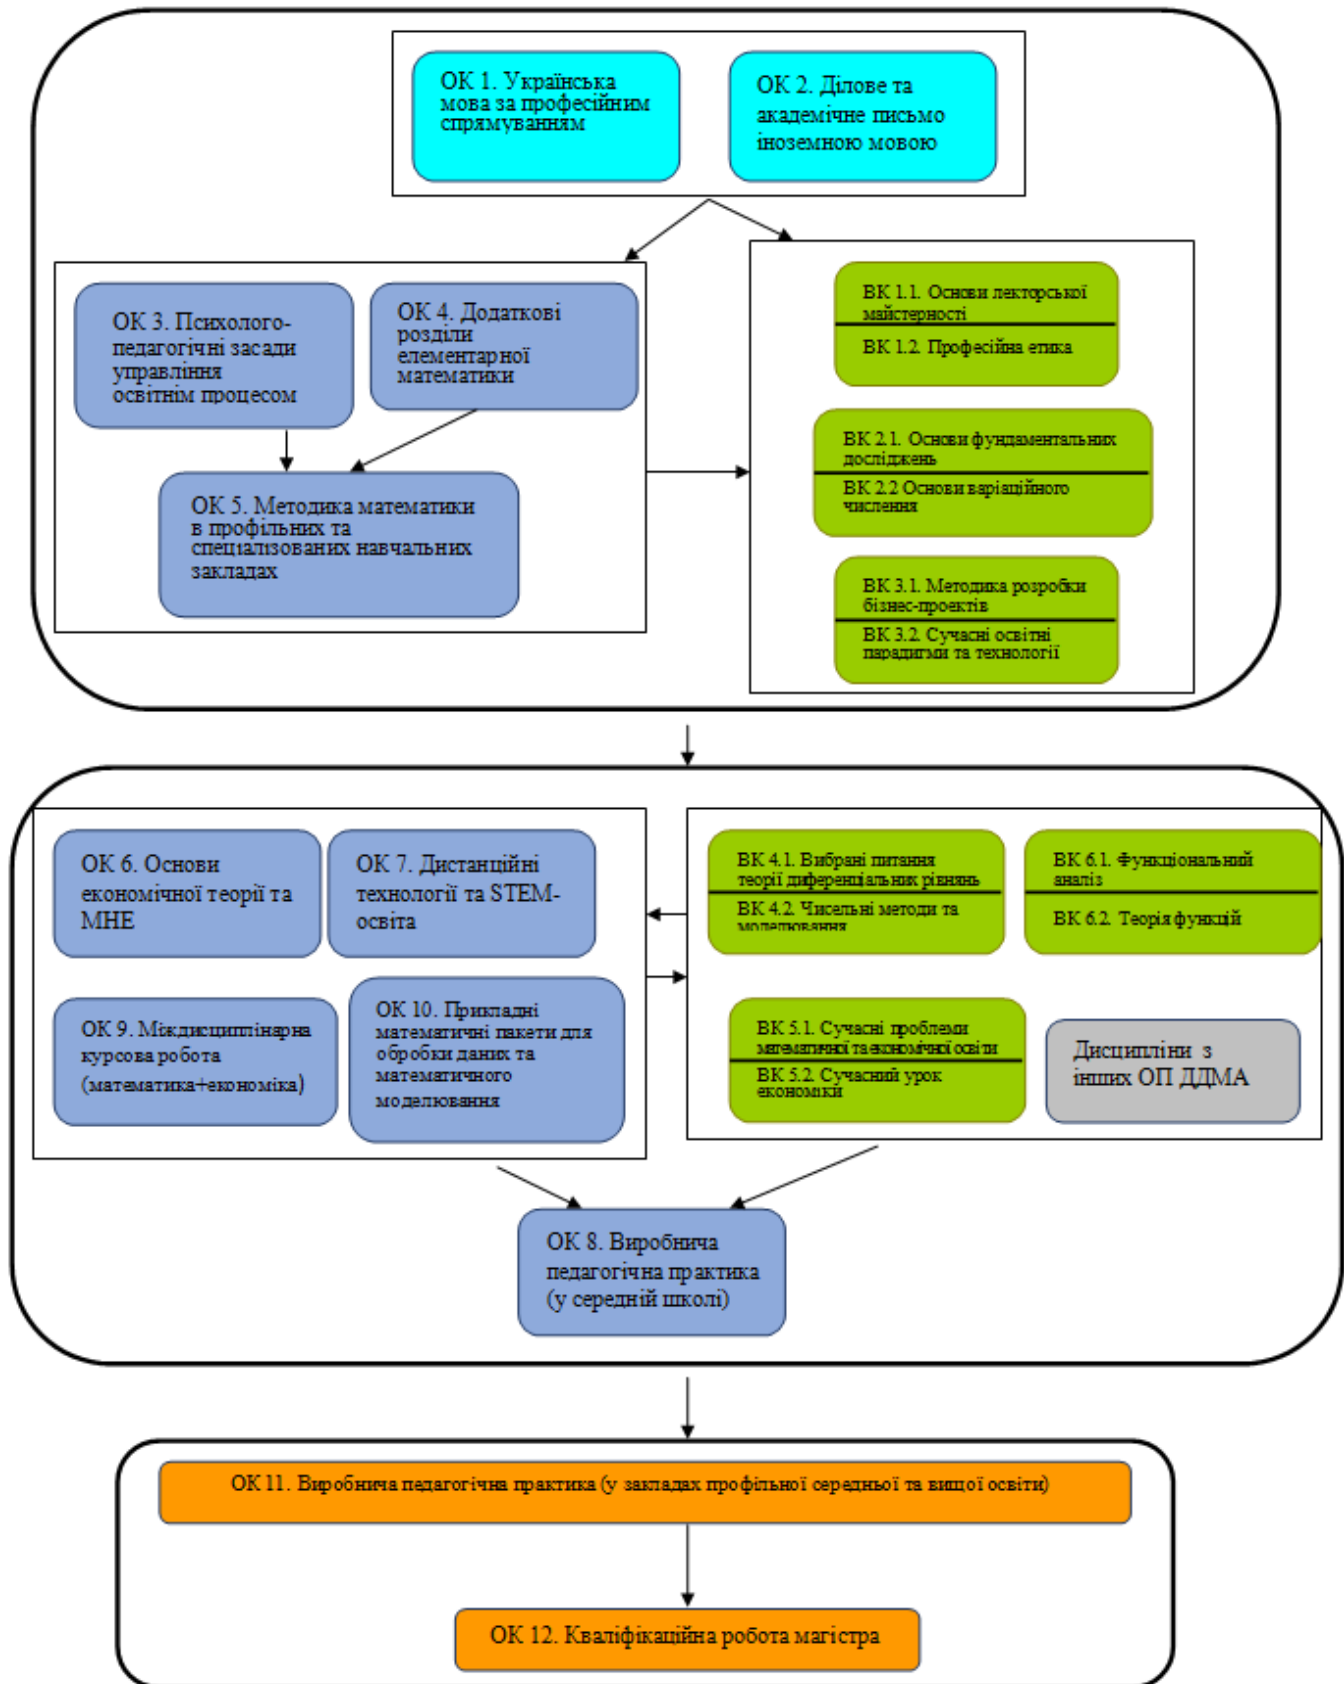 ОК 1. Українська
мова за професійним
спрямуванням
ОК 2. Ділове та
академічне письмо
іноземною мовою
ОК 3. Психолого-
педагогічні засади
управління
освітнім процесом
ОК 4. Додаткові
розділи
елементарної
математики
ОК 5. Методика математики
в профільних та
спеціалізованих навчальних
закладах
ВК 1.1. Основи лекторської
майстерності
ВК 1.2. Професійна етика
ВК 2.1. Основи фундаментальних
досліджень
ВК 2.2 Основи варіаційного
числення
ВК 3.1. Методика розробки
бізнес-проектів
ВК 3.2. Сучасні освітні
парадигми та технології
ОК 6. Основи
економічної теорії та
МНЕ
ОК 7. Дистанційні
технології та STEM-
освіта
ОК 9. Міждисциплінарна
курсова робота
(математика+економіка)
ОК 10. Прикладні
математичні пакети для
обробки даних та
математичного
моделювання
ВК 4.1. Вибрані питання
теорії диференціальних рівнянь
ВК 4.2. Чисельні методи та
моделювання
ВК 6.1. Функціональний
аналіз
ВК 6.2. Теорія функцій
ВК 5.1. Сучасні проблеми
математичної та економічної освіти
ВК 5.2. Сучасний урок
економіки
Дисципліни з
інших ОП ДДМА
ОК 8. Виробнича
педагогічна практика
(у середній школі)
ОК 11. Виробнича педагогічна практика (у закладах профільної середньої та вищої освіти)
ОК 12. Кваліфікаційна робота магістра